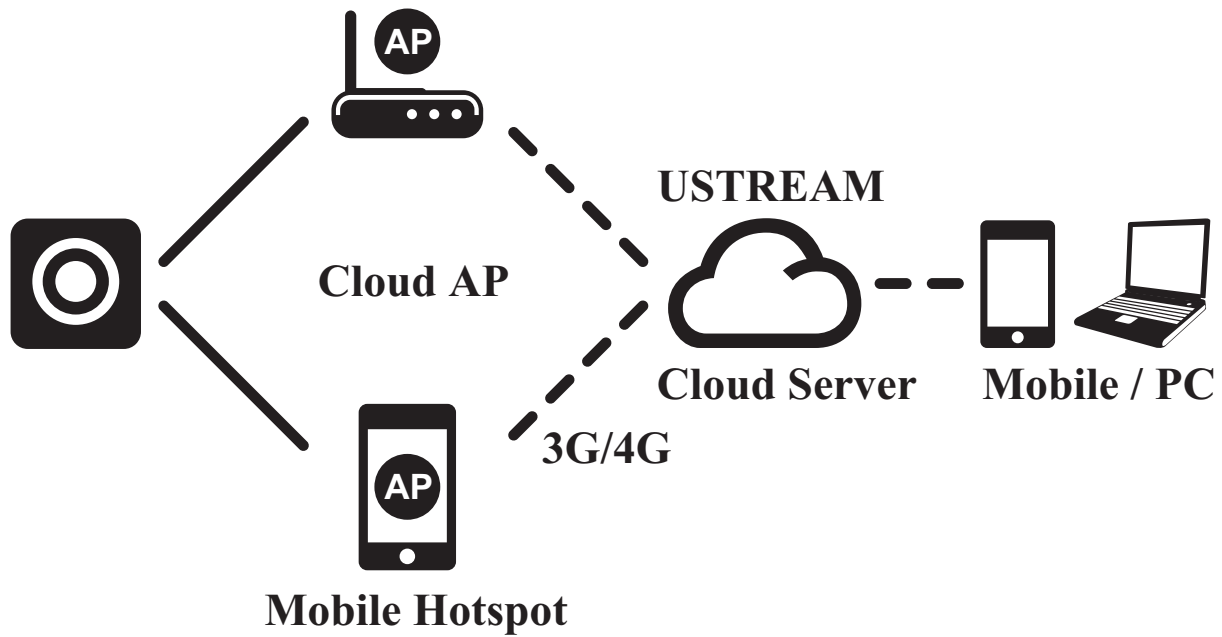 AP
USTREAM
Cloud AP
Cloud Server
Mobile / PC
3G/4G
AP
Mobile Hotspot